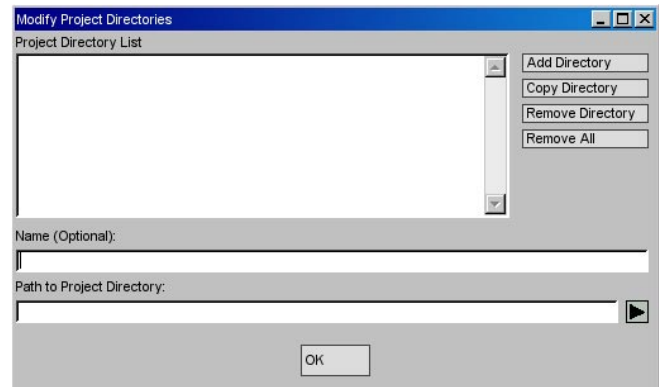 Modify Project Directories
Project Directory List
Add Directory
Copy Directory
Remove Directory
Remove All
Name (Optional):
Path to Project Directory:
OK